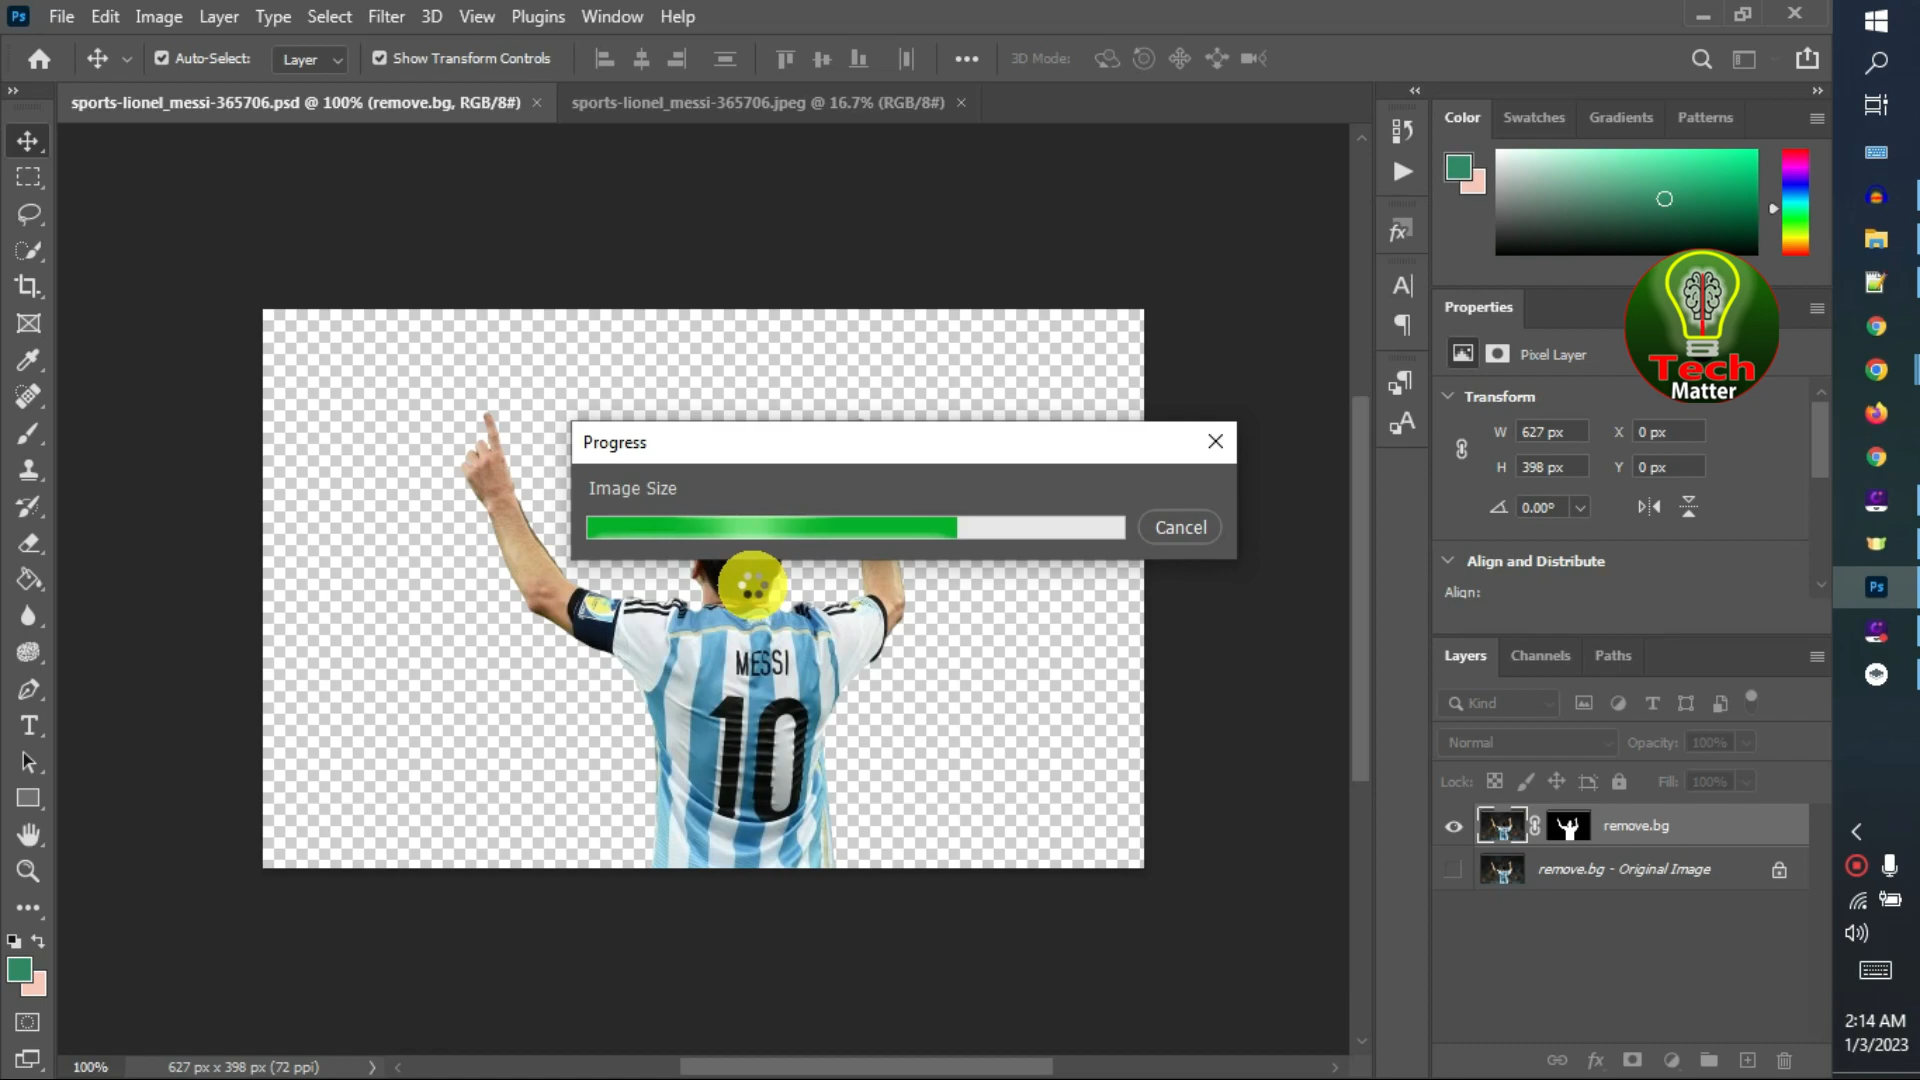 Ps File Edit Image Layer Type Select Filter 3D View Plugins Window Help
Auto-Select: Layer Show Transform Controls 3D Mode:
sports-lionel_messi-365706.psd @ 100% (remove.bg, RGB/8#) × sports-lionel_messi-365706.jpeg @ 16.7% (RGB/8#) ×
Color Swatches Gradients Patterns
Properties
Pixel Layer
Tech
Matter
Transform
W 627 px X 0 px
H 398 px Y 0 px
0.00°
Align and Distribute
Align:
Progress
Image Size
Cancel
MESSI
10
Layers Channels Paths
Kind
Normal Opacity: 100%
Lock: Fill: 100%
remove.bg
remove.bg - Original Image
100% 627 px x 398 px (72 ppi)
Ps
2:14 AM
1/3/2023